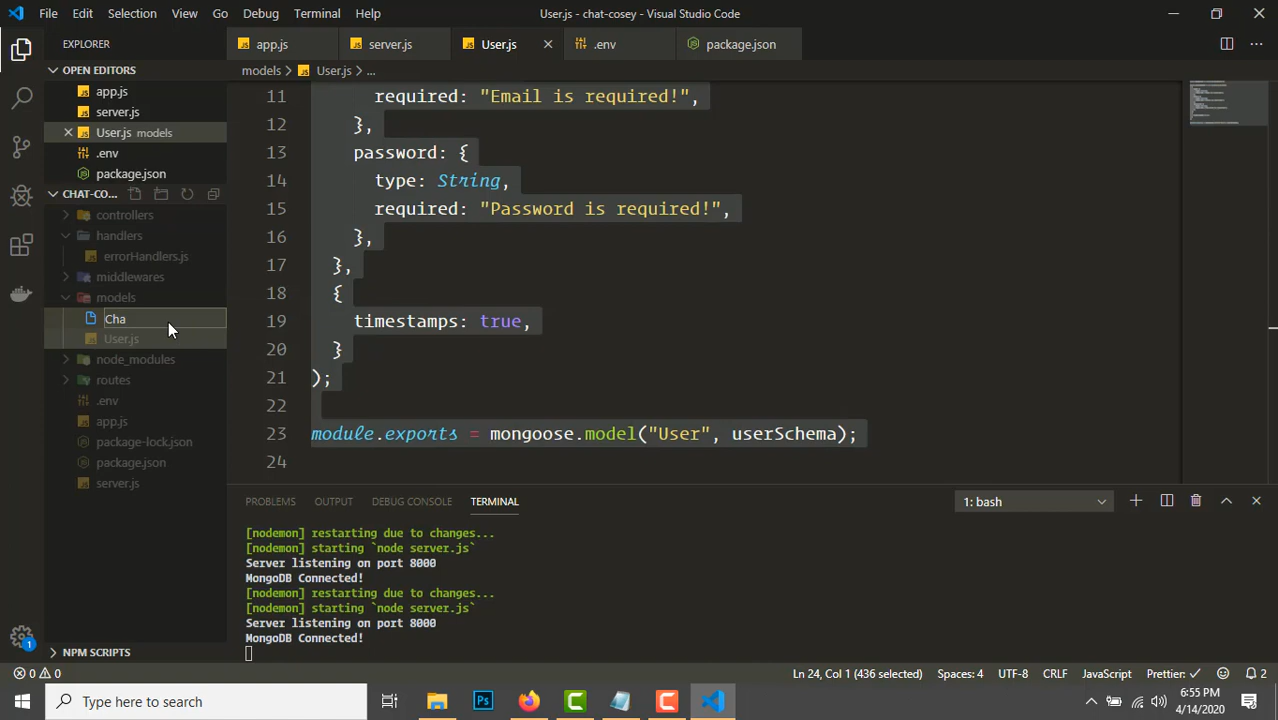 File Edit Selection View Go Debug Terminal Help
User.js - chat-cosey - Visual Studio Code
EXPLORER
OPEN EDITORS
app.js
server.js
User.js models
.env
package.json
CHAT-CO...
controllers
handlers
errorHandlers.js
middlewares
models
Cha
User.js
node_modules
routes
.env
app.js
package-lock.json
package.json
server.js
NPM SCRIPTS
app.js server.js User.js .env package.json
models User.js ...
11 required: "Email is required!",
12 },
13 password: {
14 type: String,
15 required: "Password is required!",
16 },
17 },
18 {
19 timestamps: true,
20 }
21 );
22
23 module.exports = mongoose.model("User", userSchema);
24
PROBLEMS OUTPUT DEBUG CONSOLE TERMINAL
1: bash
[nodemon] restarting due to changes...
[nodemon] starting `node server.js`
Server listening on port 8000
MongoDB Connected!
[nodemon] restarting due to changes...
[nodemon] starting `node server.js`
Server listening on port 8000
MongoDB Connected!
1
0 0 Ln 24, Col 1 (436 selected) Spaces: 4 UTF-8 CRLF JavaScript Prettier: ✓ 2
Type here to search
Ps
6:55 PM
4/14/2020